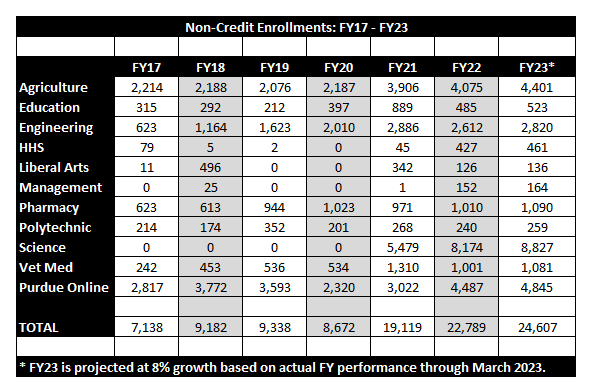 Non-Credit Enrollments: FY17 - FY23
FY17 FY18 FY19 FY20 FY21 FY22 FY23*
Agriculture 2,214 2,188 2,076 2,187 3,906 4,075 4,401
Education 315 292 212 397 889 485 523
Engineering 623 1,164 1,623 2,010 2,886 2,612 2,820
HHS 79 5 2 0 45 427 461
Liberal Arts 11 496 0 0 342 126 136
Management 0 25 0 0 1 152 164
Pharmacy 623 613 944 1,023 971 1,010 1,090
Polytechnic 214 174 352 201 268 240 259
Science 0 0 0 0 5,479 8,174 8,827
Vet Med 242 453 536 534 1,310 1,001 1,081
Purdue Online 2,817 3,772 3,593 2,320 3,022 4,487 4,845
TOTAL 7,138 9,182 9,338 8,672 19,119 22,789 24,607
* FY23 is projected at 8% growth based on actual FY performance through March 2023.